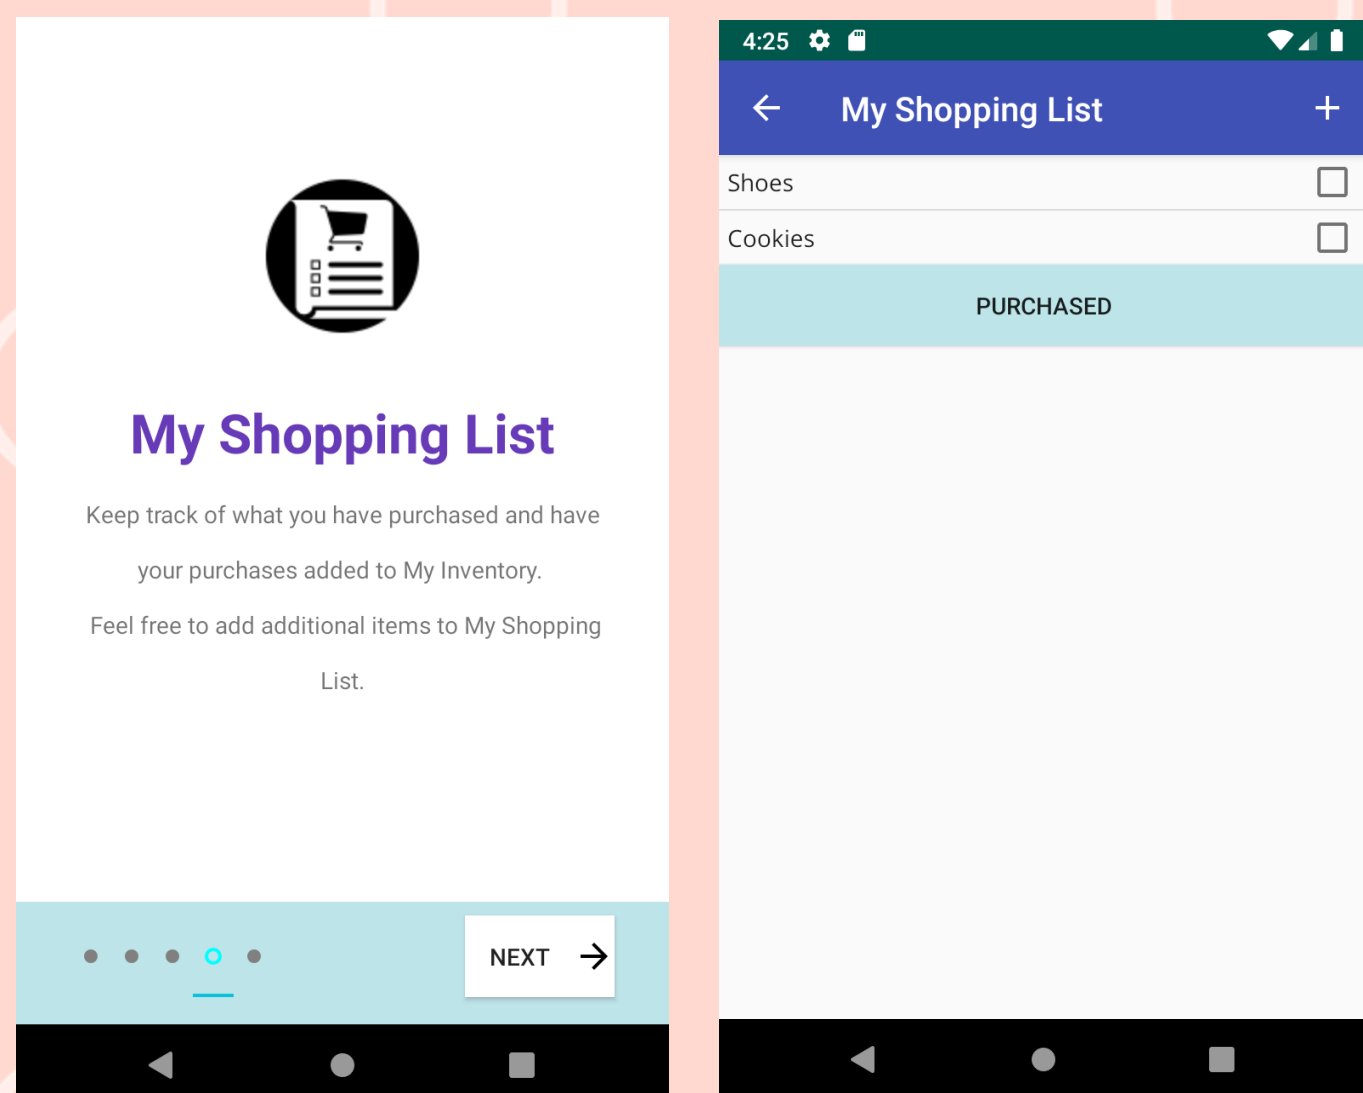 My Shopping List
Keep track of what you have purchased and have
your purchases added to My Inventory.
Feel free to add additional items to My Shopping
List.
NEXT
4:25
My Shopping List
Shoes
Cookies
PURCHASED